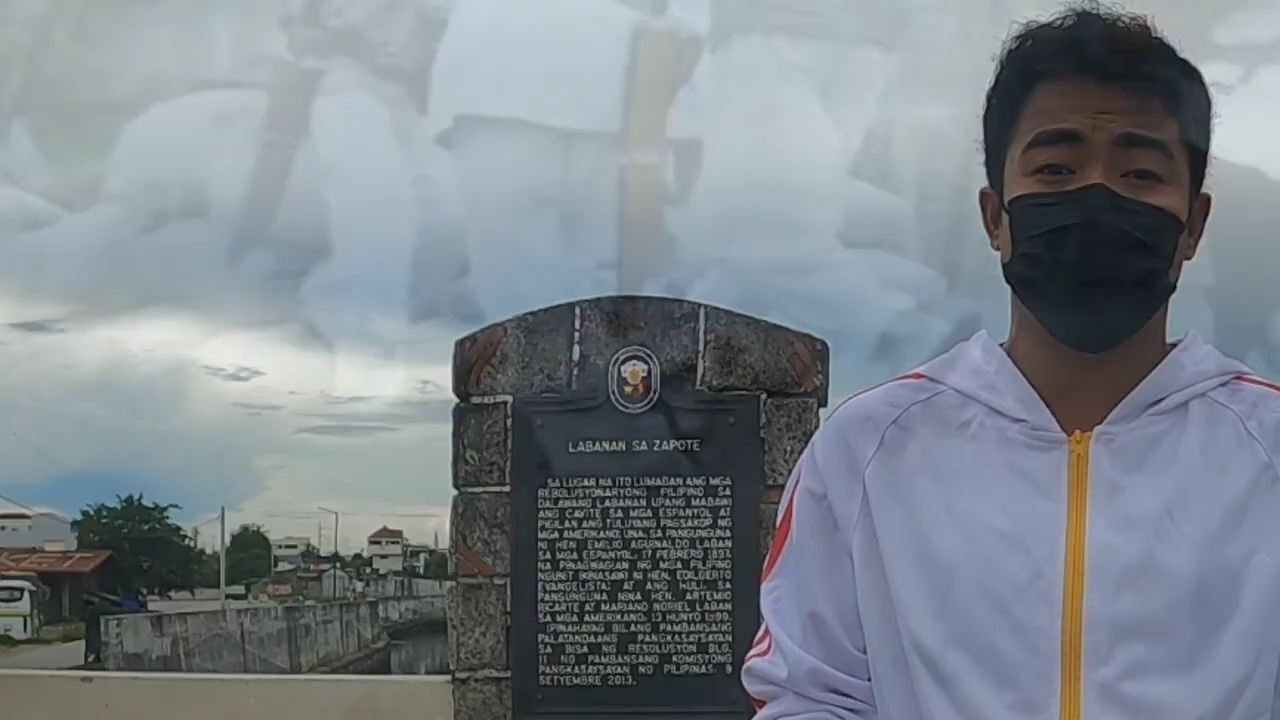 LABANAN SA ZAPOTE
SA LUGAR NA ITO LUMABAN ANG MGA
REBOLUSYONARYONG FILIPINO SA
DALAWANG LABANAN UPANG MABAWI
ANG CAVITE SA MGA ESPANYOL AT
PIGILAN ANG TULUYANG PAGSAKOP NG
MGA AMERIKANO; UNA, SA PANGUNGUNA
NI HEN. EMILIO AGUINALDO LABAN
SA MGA ESPANYOL, 17 PEBRERO 1897,
NA PINAGWAGIAN NG MGA FILIPINO
NGUNIT IKINASAWI NI HEN. EDILBERTO
EVANGELISTA; AT ANG HULI, SA
PANGUNGUNA NINA HEN. ARTEMIO
RICARTE AT MARIANO NORIEL LABAN
SA MGA AMERIKANO, 13 HUNYO 1899.
IPINAHAYAG BILANG PAMBANSANG
PALATANDAANG PANGKASAYSAYAN
SA BISA NG RESOLUSYON BLG.
11 NG PAMBANSANG KOMISYONG
PANGKASAYSAYAN NG PILIPINAS, 9
SETYEMBRE 2013.